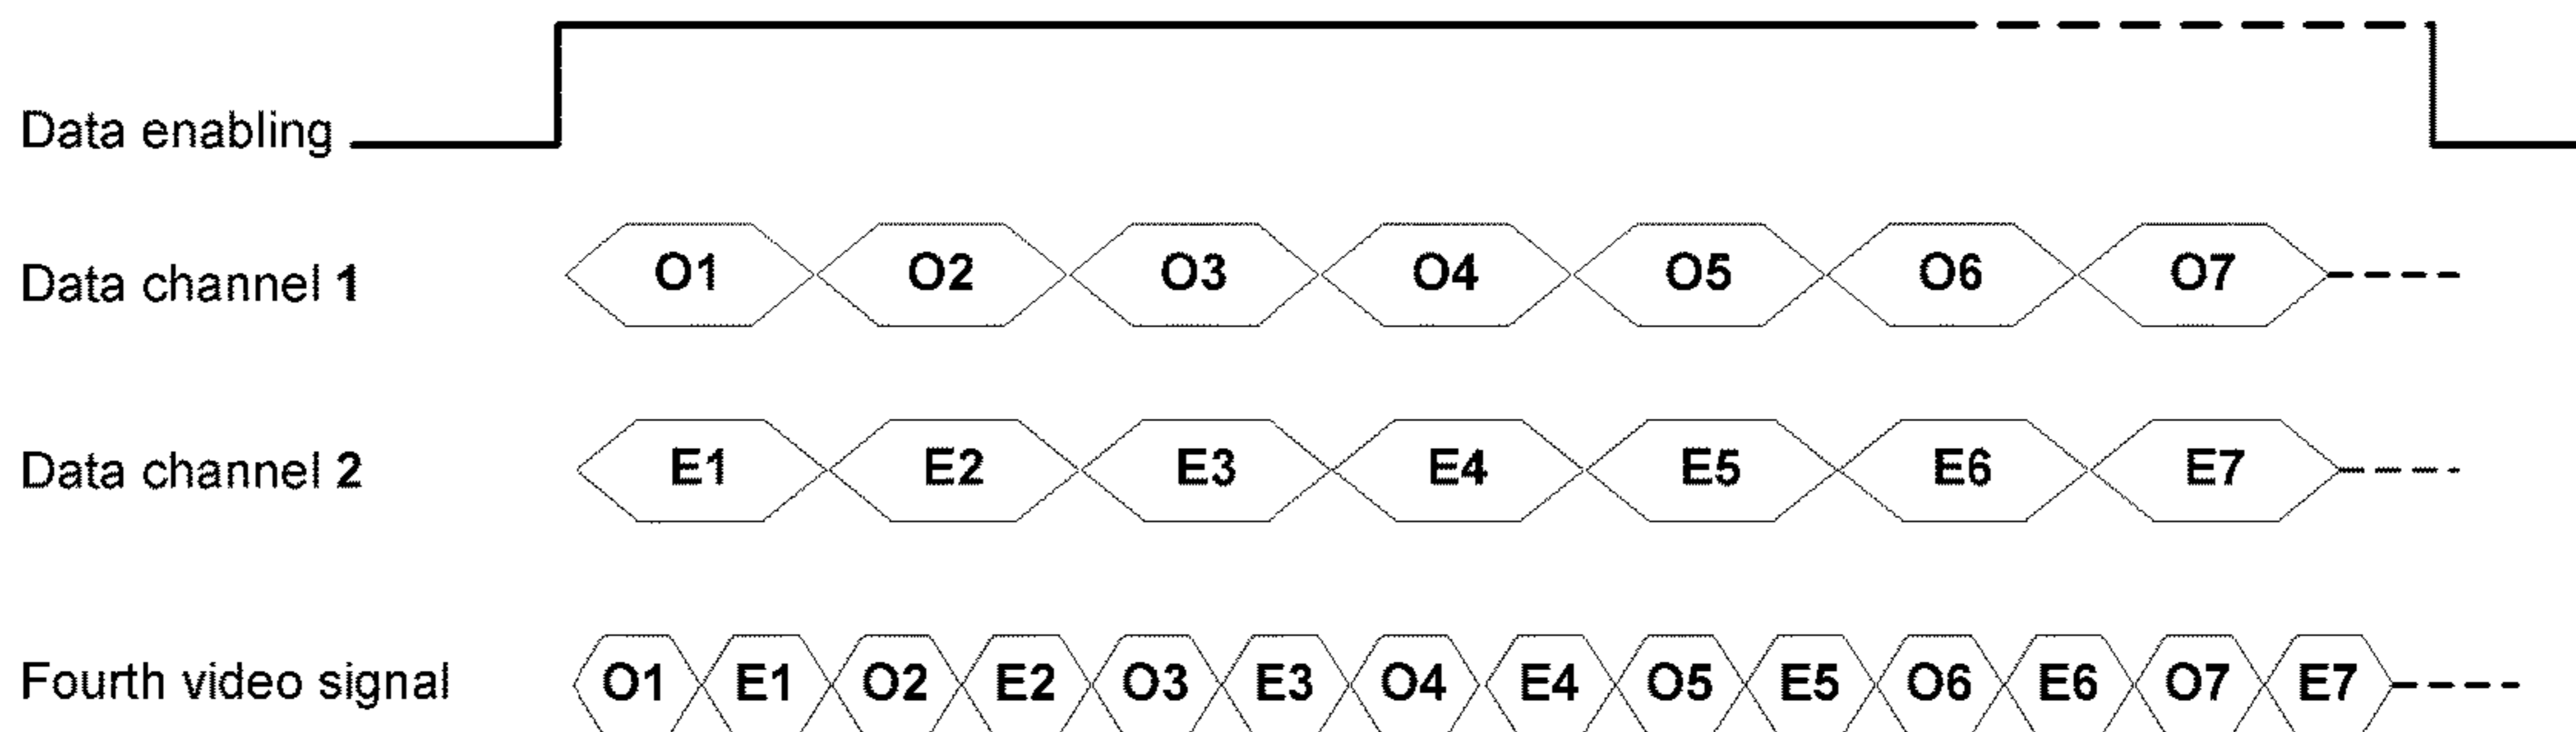 Data enabling
Data channel 1 O1 O2 O3 O4 O5 O6 O7
Data channel 2 E1 E2 E3 E4 E5 E6 E7
Fourth video signal O1 E1 O2 E2 O3 E3 O4 E4 O5 E5 O6 E6 O7 E7